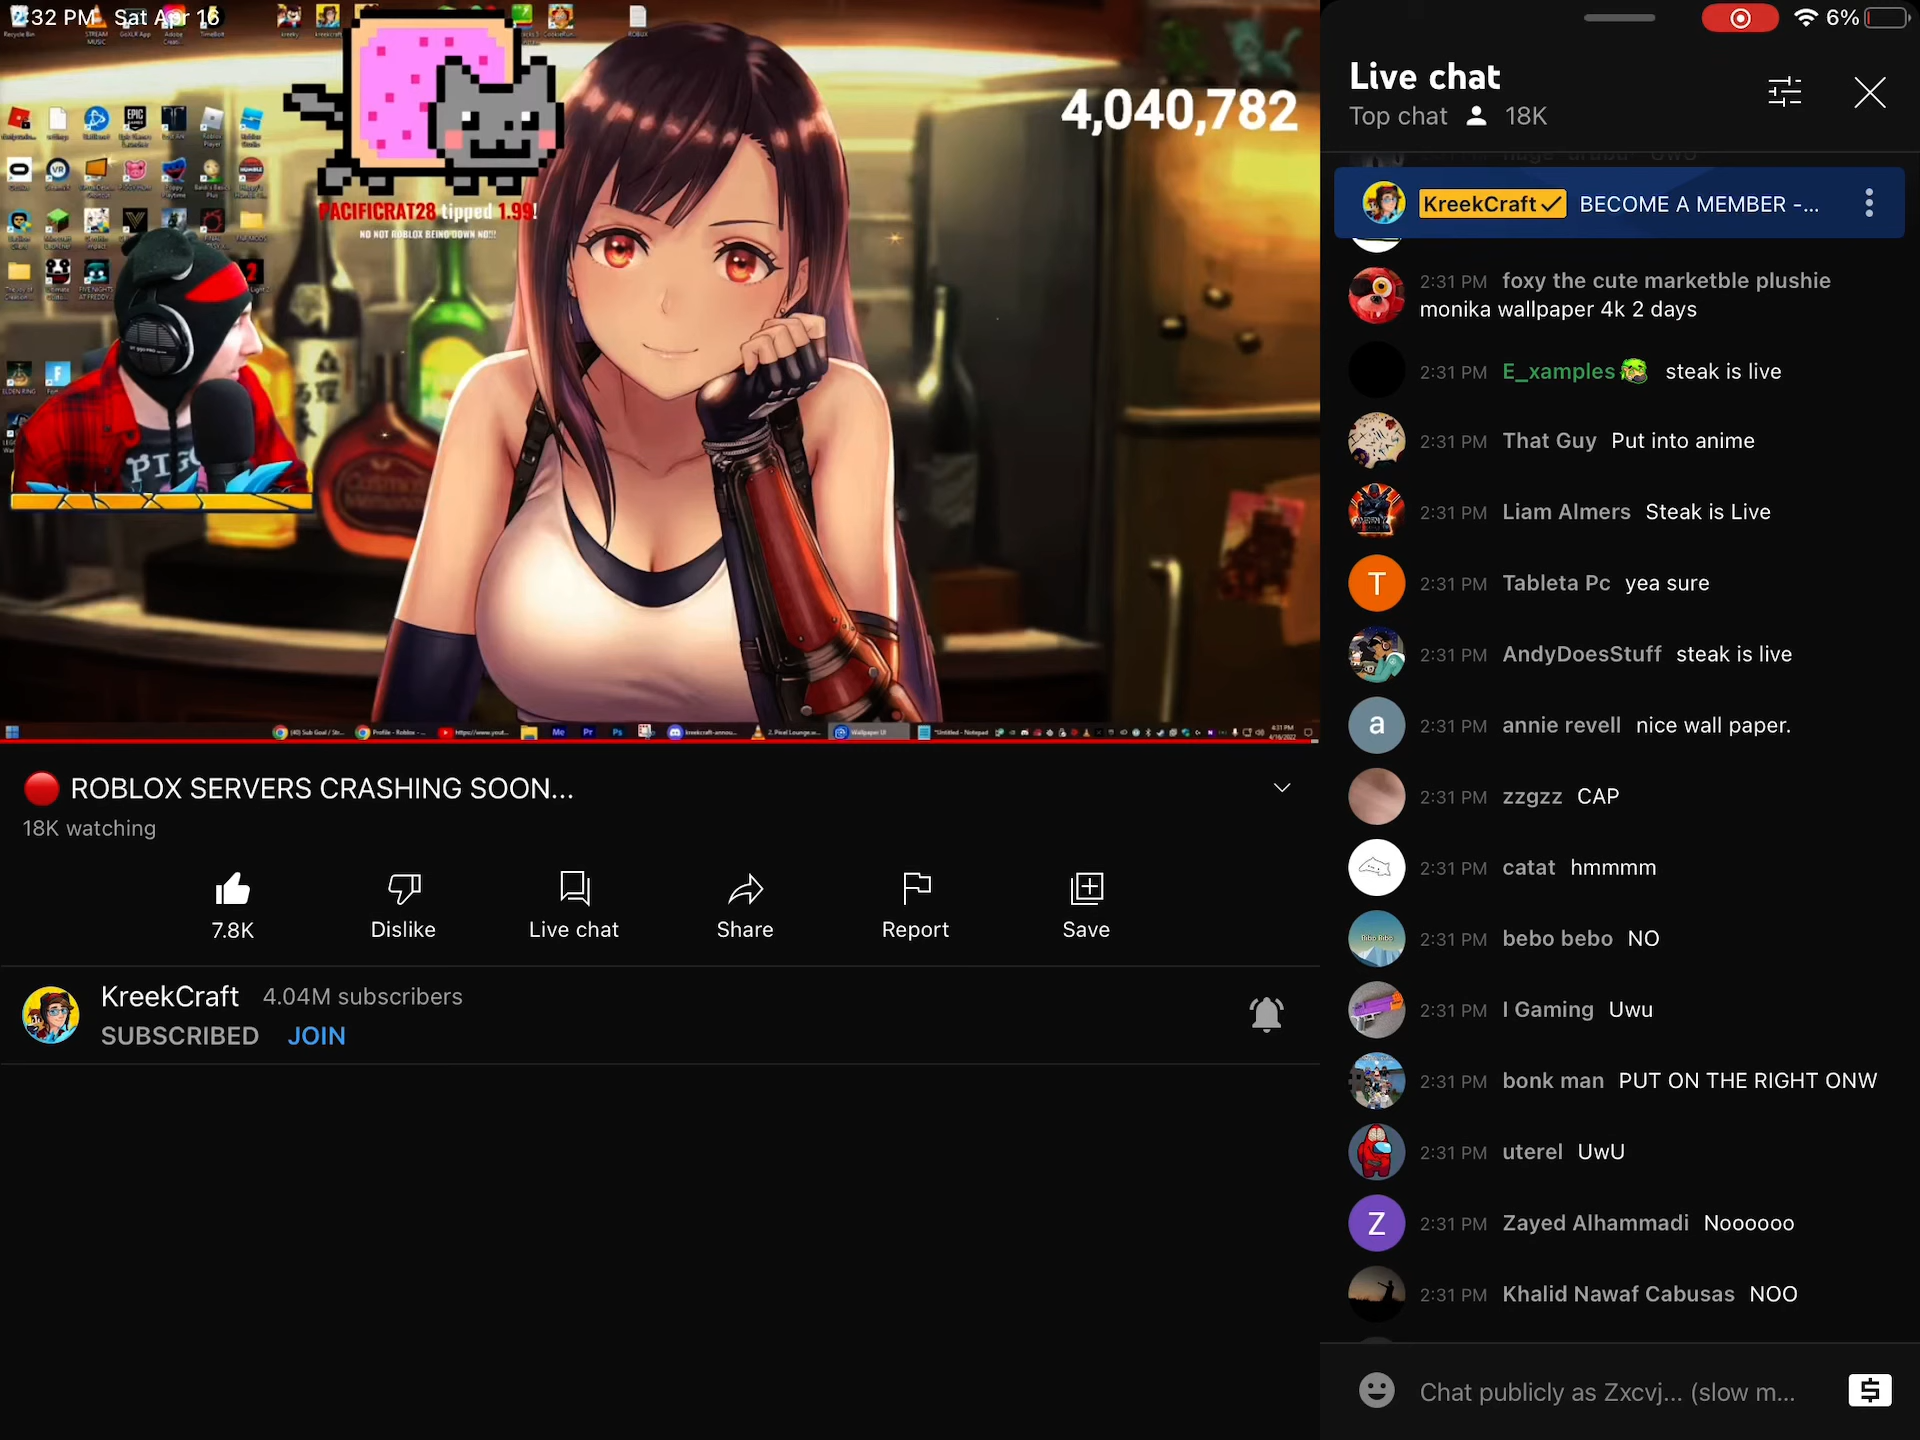 2:32 PM Sat Apr 16
6%
4,040,782
PACIFICRAT28 tipped 1.99!
NO NOT ROBLOX BEING DOWN NO!!!
PIG
4:31 PM
4/16/2022
ROBLOX SERVERS CRASHING SOON...
18K watching
7.8K
Dislike
Live chat
Share
Report
Save
KreekCraft 4.04M subscribers
SUBSCRIBED JOIN
Live chat
Top chat 18K
KreekCraft BECOME A MEMBER -...
2:31 PM foxy the cute marketble plushie
monika wallpaper 4k 2 days
2:31 PM E_xamples steak is live
2:31 PM That Guy Put into anime
2:31 PM Liam Almers Steak is Live
T
2:31 PM Tableta Pc yea sure
2:31 PM AndyDoesStuff steak is live
a
2:31 PM annie revell nice wall paper.
2:31 PM zzgzz CAP
2:31 PM catat hmmmm
2:31 PM bebo bebo NO
2:31 PM I Gaming Uwu
2:31 PM bonk man PUT ON THE RIGHT ONW
2:31 PM uterel UwU
Z
2:31 PM Zayed Alhammadi Noooooo
2:31 PM Khalid Nawaf Cabusas NOO
Chat publicly as Zxcvj... (slow m...